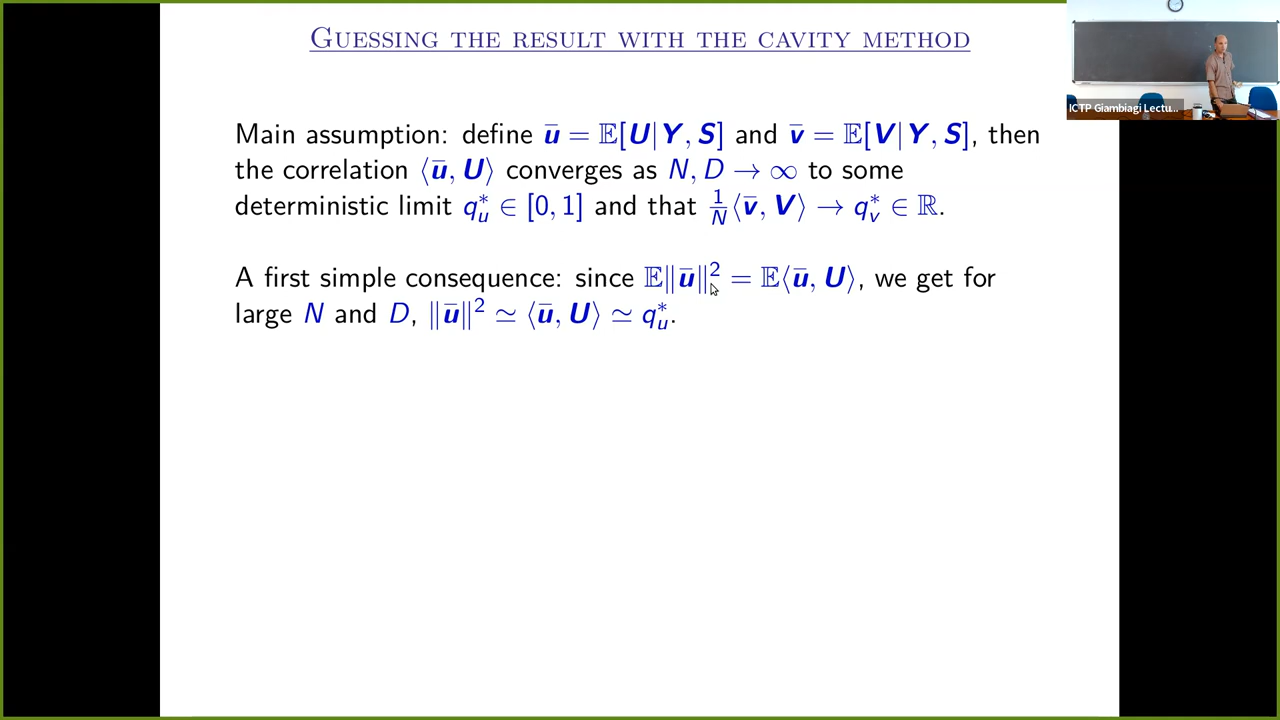 Guessing the result with the cavity method
ICTP Giambiagi Lectu...
Main assumption: define ū = 𝔼[U|Y, S] and v̄ = 𝔼[V|Y, S], then
the correlation ⟨ū, U⟩ converges as N, D → ∞ to some
deterministic limit q*_u ∈ [0, 1] and that 1/N⟨v̄, V⟩ → q*_v ∈ ℝ.
A first simple consequence: since 𝔼‖ū‖² = 𝔼⟨ū, U⟩, we get for
large N and D, ‖ū‖² ≃ ⟨ū, U⟩ ≃ q*_u.